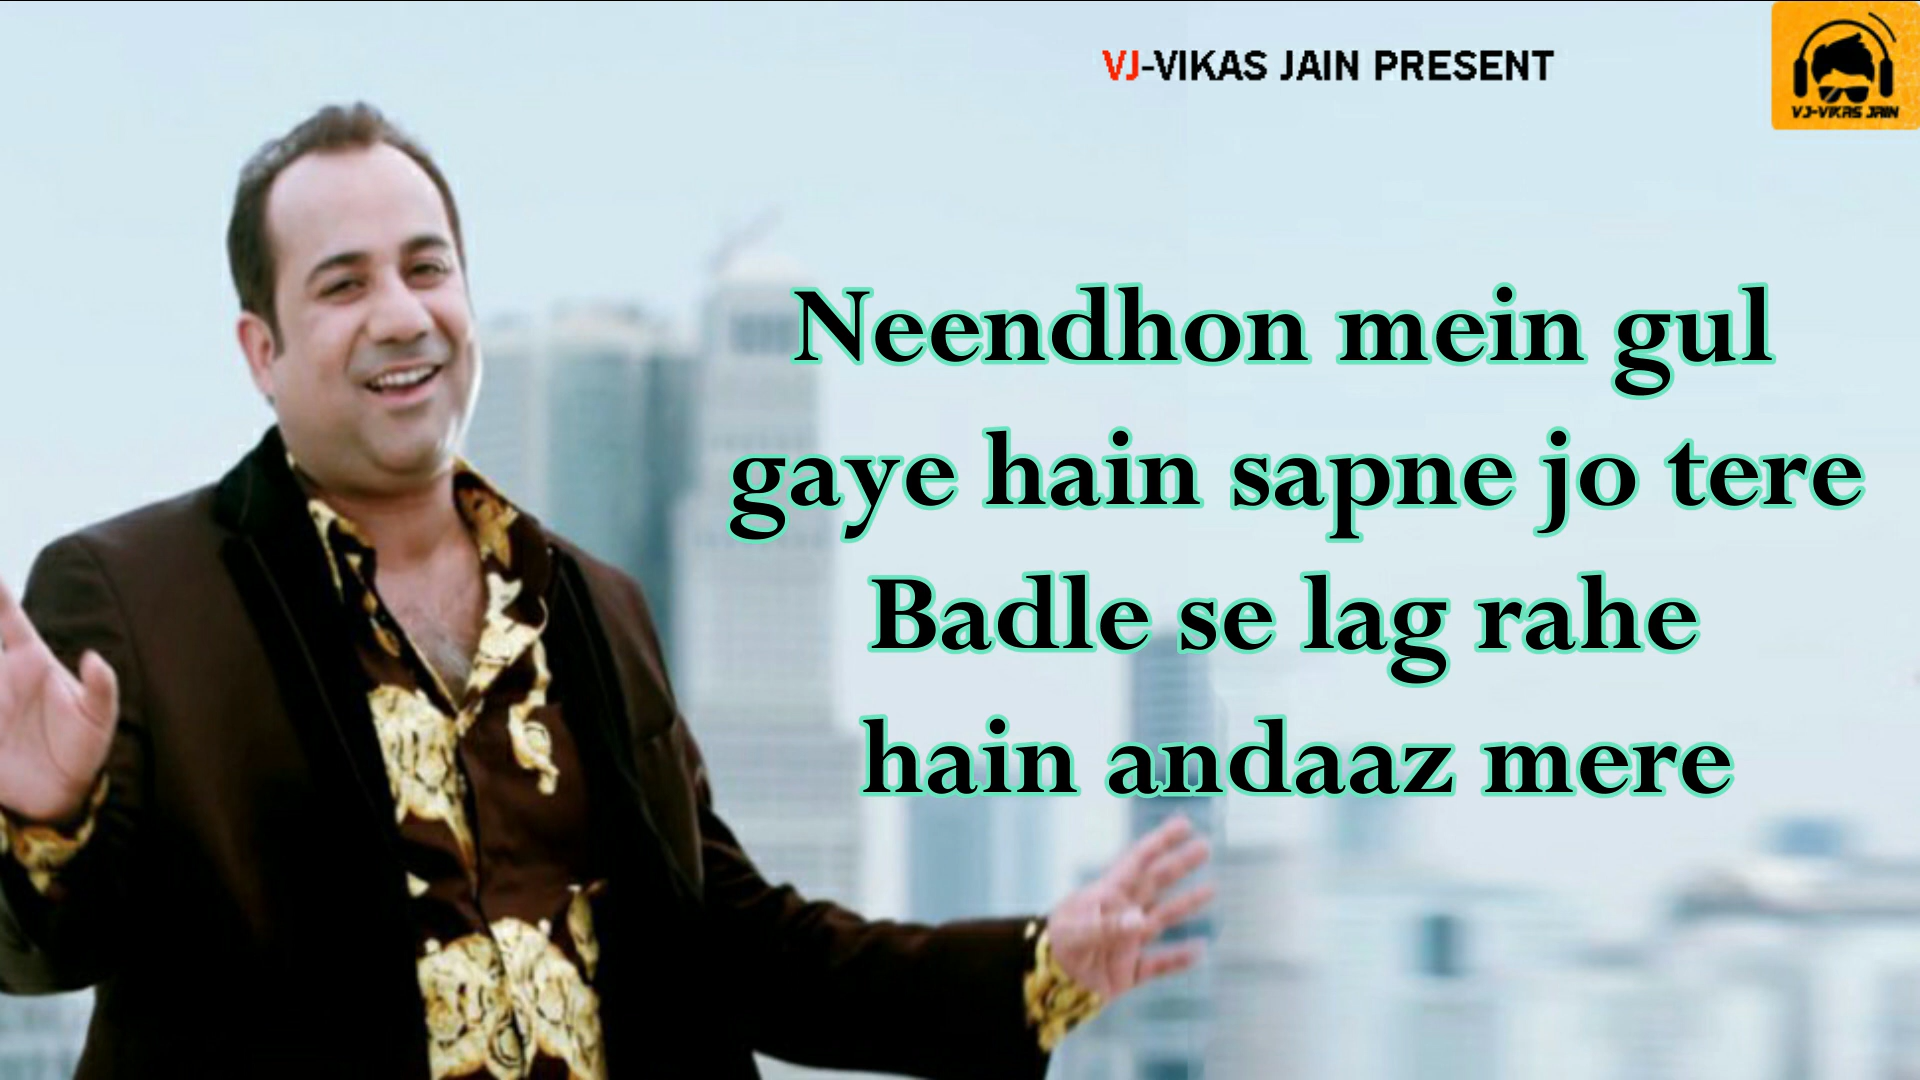 VJ-VIKAS JAIN PRESENT
VJ-VIKAS JAIN
Neendhon mein gul
gaye hain sapne jo tere
Badle se lag rahe
hain andaaz mere